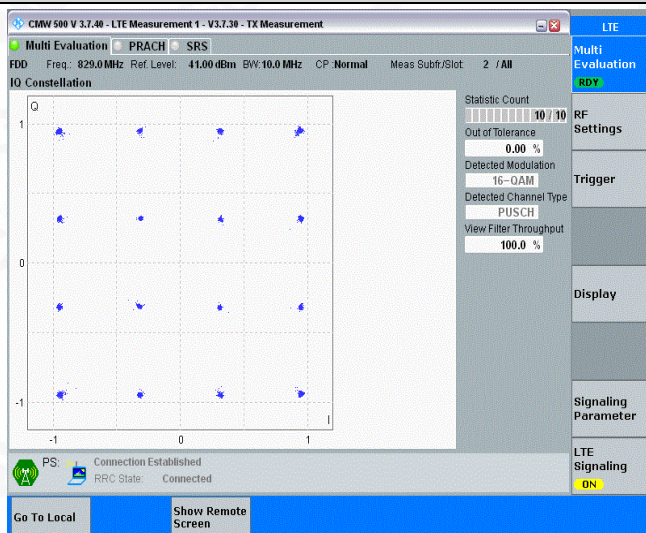 CMW 500 V 3.7.40 - LTE Measurement 1 - V3.7.30 - TX Measurement
LTE
Multi Evaluation PRACH SRS
FDD Freq.: 829.0 MHz Ref. Level: 41.00 dBm BW: 10.0 MHz CP :Normal Meas Subfr./Slot: 2 / All
IQ Constellation
Q
1
0
-1
I
-1 0 1
Statistic Count
10 / 10
Out of Tolerance
0.00 %
Detected Modulation
16-QAM
Detected Channel Type
PUSCH
View Filter Throughput
100.0 %
Multi
Evaluation
RDY
RF
Settings
Trigger
Display
Signaling
Parameter
LTE
Signaling
ON
PS: Connection Established
RRC State: Connected
Go To Local
Show Remote
Screen